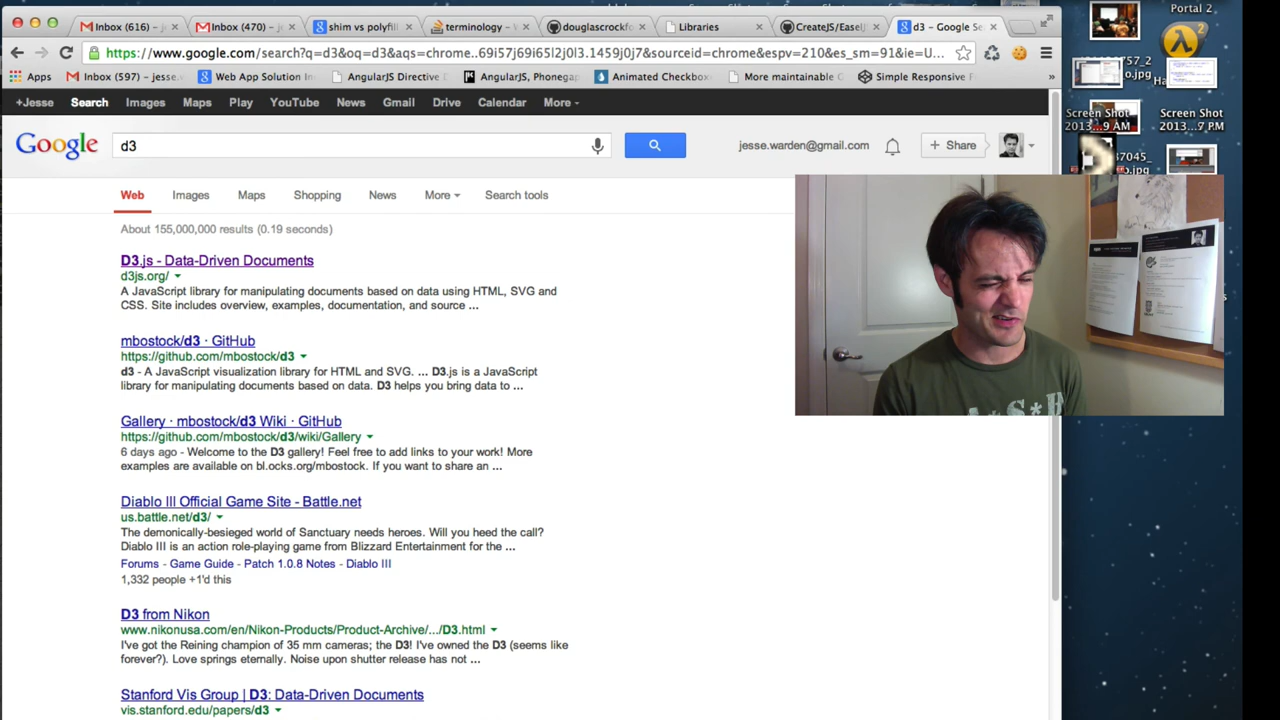 Inbox (616) –
Inbox (470) – j
shim vs polyfil
terminology
douglascrockfo
Libraries
CreateJS/EaselJ
d3 – Google Se
Portal 2
https://www.google.com/search?q=d3&oq=d3&aqs=chrome..69i57j69i65l2j0l3.1459j0j7&sourceid=chrome&espv=210&es_sm=91&ie=U...
Apps
Inbox (597) – jesse.w
Web App Solution In
AngularJS Directive
RaphaelJS, Phonegap
Animated Checkbox
More maintainable
Simple Responsive F
»
+Jesse
Search
Images
Maps
Play
YouTube
News
Gmail
Drive
Calendar
More
Screen Shot
2013...9 AM
Screen Shot
2013...7 PM
Google
d3
jesse.warden@gmail.com
+ Share
Web
Images
Maps
Shopping
News
More
Search tools
About 155,000,000 results (0.19 seconds)
D3.js - Data-Driven Documents
d3js.org/
A JavaScript library for manipulating documents based on data using HTML, SVG and
CSS. Site includes overview, examples, documentation, and source ...
mbostock/d3 · GitHub
https://github.com/mbostock/d3
d3 - A JavaScript visualization library for HTML and SVG. ... D3.js is a JavaScript
library for manipulating documents based on data. D3 helps you bring data to ...
Gallery · mbostock/d3 Wiki · GitHub
https://github.com/mbostock/d3/wiki/Gallery
6 days ago - Welcome to the D3 gallery! Feel free to add links to your work! More
examples are available on bl.ocks.org/mbostock. If you want to share an ...
Diablo III Official Game Site - Battle.net
us.battle.net/d3/
The demonically-besieged world of Sanctuary needs heroes. Will you heed the call?
Diablo III is an action role-playing game from Blizzard Entertainment for the ...
Forums - Game Guide - Patch 1.0.8 Notes - Diablo III
1,332 people +1'd this
D3 from Nikon
www.nikonusa.com/en/Nikon-Products/Product-Archive/.../D3.html
I've got the Reining champion of 35 mm cameras; the D3! I've owned the D3 (seems like
forever?). Love springs eternally. Noise upon shutter release has not ...
Stanford Vis Group | D3: Data-Driven Documents
vis.stanford.edu/papers/d3